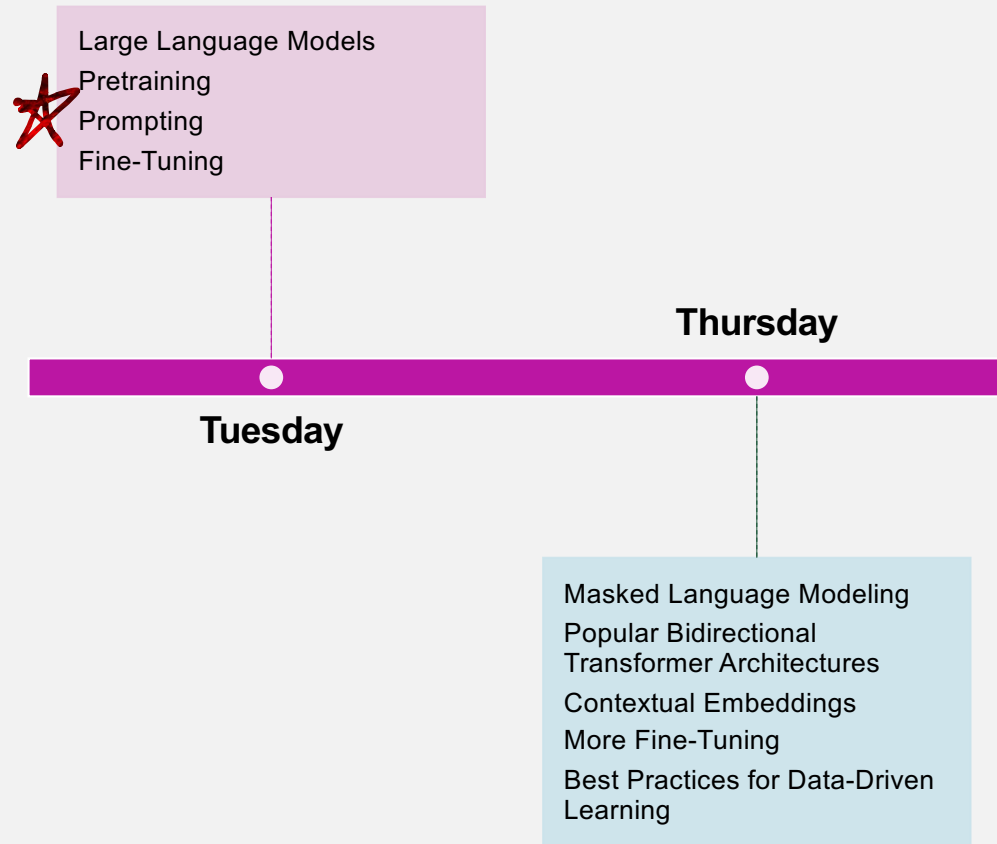 Large Language Models
Pretraining
Prompting
Fine-Tuning
Thursday
Tuesday
Masked Language Modeling
Popular Bidirectional
Transformer Architectures
Contextual Embeddings
More Fine-Tuning
Best Practices for Data-Driven
Learning